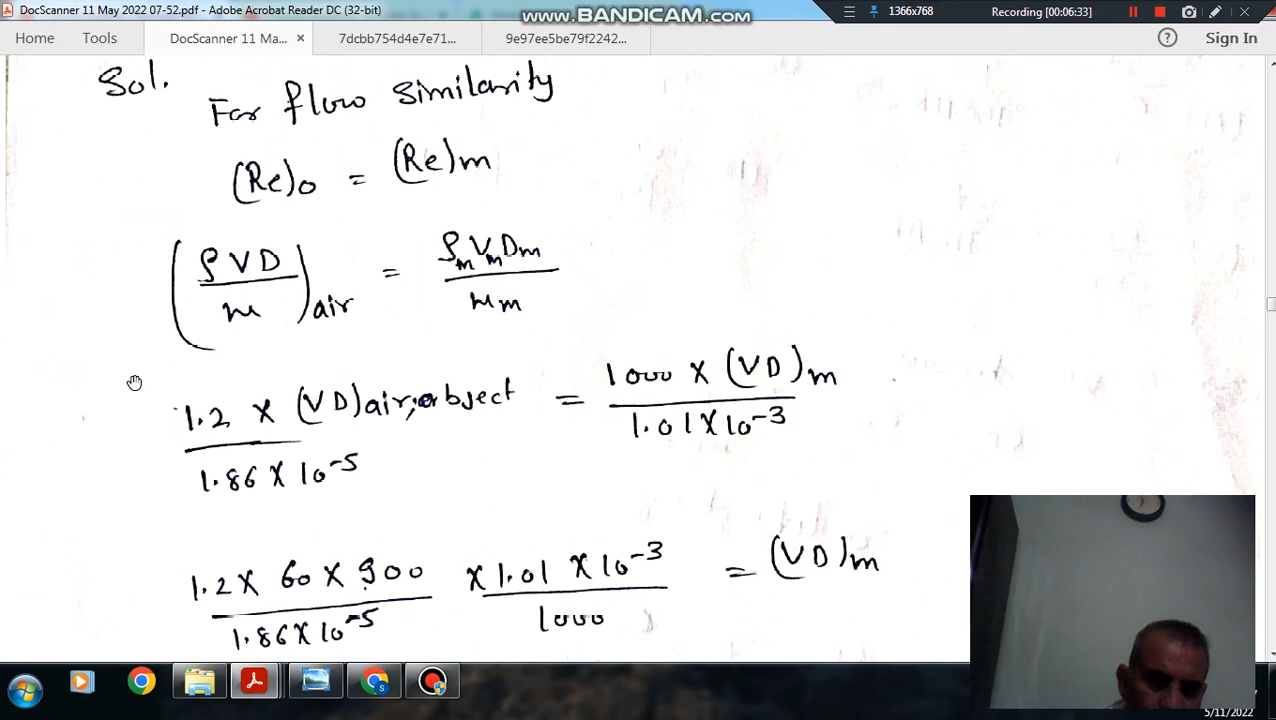 DocScanner 11 May 2022 07-52.pdf - Adobe Acrobat Reader DC (32-bit)
www.BANDICAM.com
1366x768
Recording [00:06:33]
Home
Tools
DocScanner 11 Ma...
7dcbb754d4e7e71...
9e97ee5be79f2242...
Sign In
Sol.
For flow similarity
(Re)o = (Re)m
(ρVD/μ)air = ρmVmDm/μm
1.2 × (VD)air, object / 1.86×10⁻⁵ = 1000 × (VD)m / 1.01×10⁻³
1.2× 60 × 900 / 1.86×10⁻⁵ × 1.01 ×10⁻³ / 1000 = (VD)m
5/11/2022